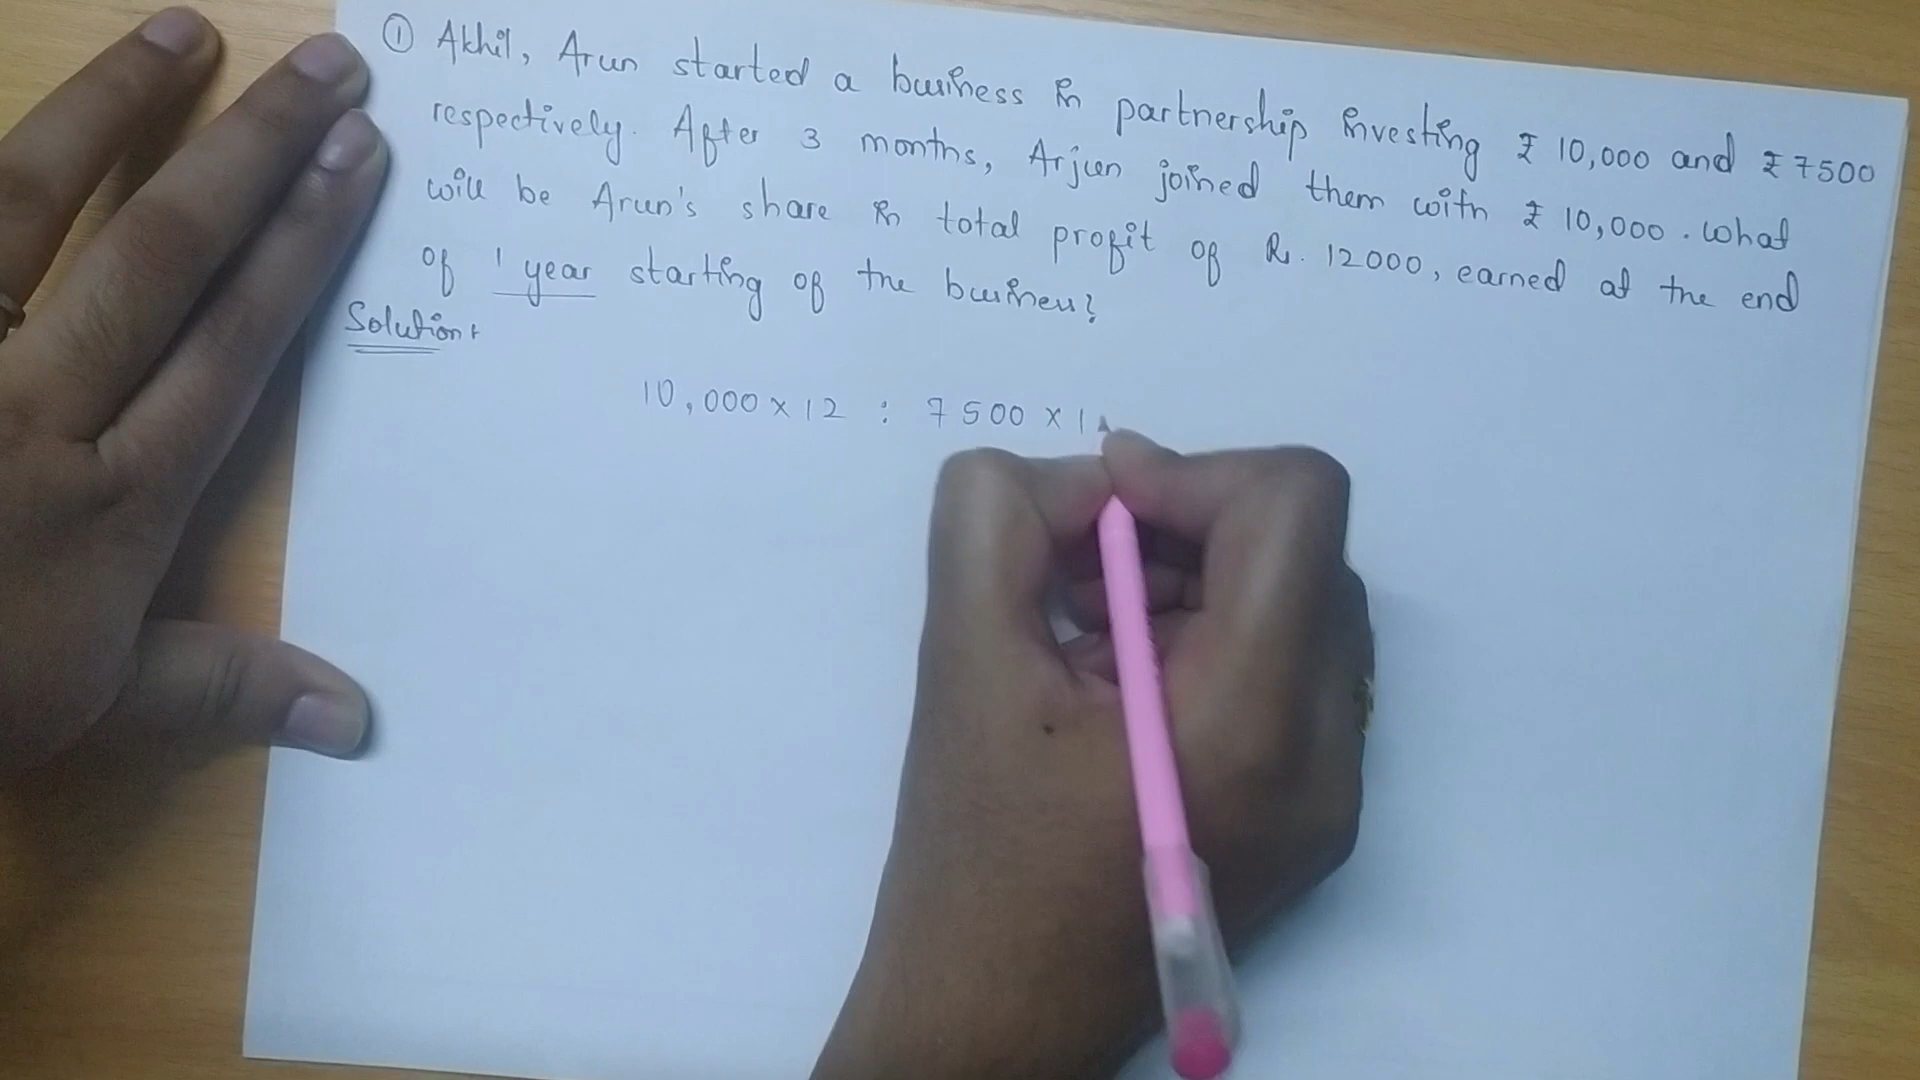 ① Akhil, Arun started a business in partnership investing ₹ 10,000 and ₹ 7500
respectively. After 3 months, Arjun joined them with ₹ 10,000. What
will be Arun's share in total profit of Rs. 12000, earned at the end
of 1 year starting of the business?
Solution:
10,000 x 12 : 7500 x 1